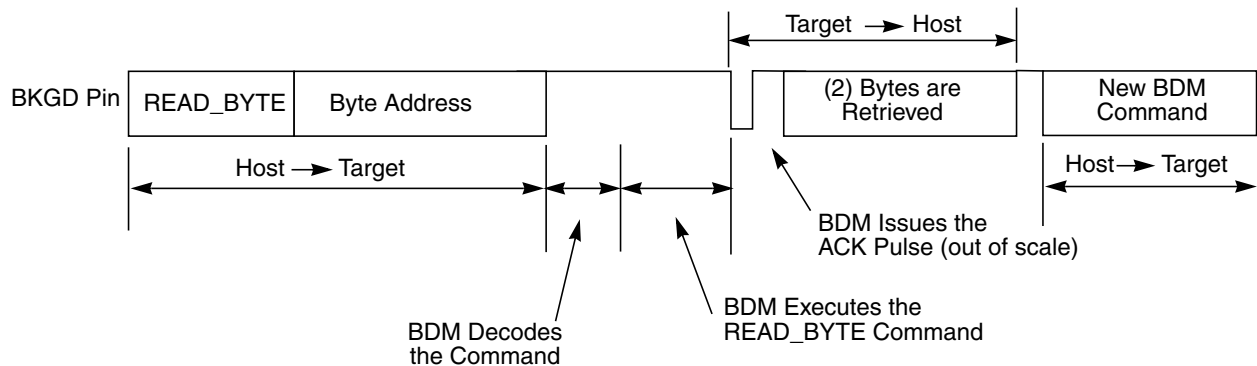 Target → Host
BKGD Pin
READ_BYTE
Byte Address
(2) Bytes are
Retrieved
New BDM
Command
Host → Target
Host → Target
BDM Issues the
ACK Pulse (out of scale)
BDM Decodes
the Command
BDM Executes the
READ_BYTE Command